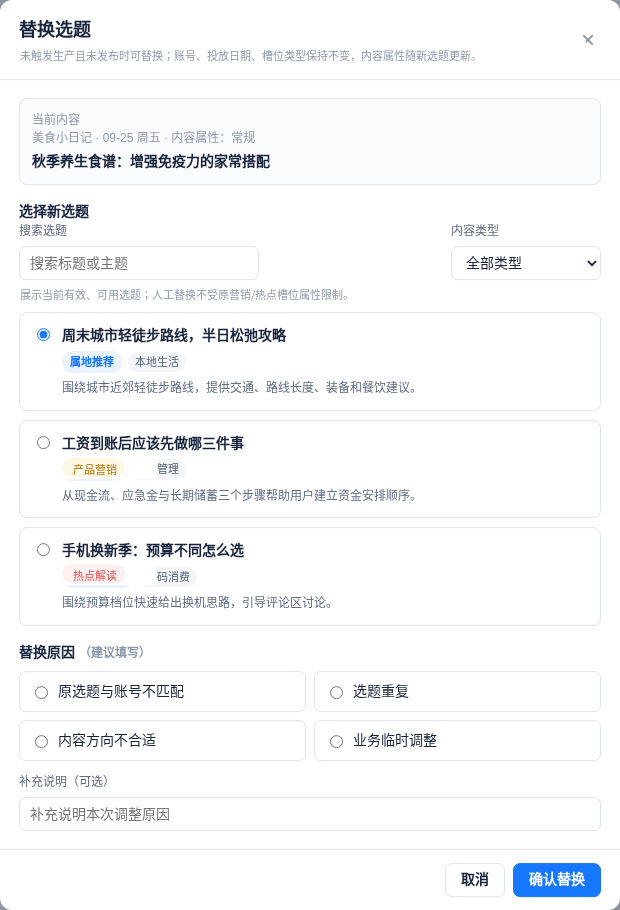 替换选题
未触发生产且未发布时可替换；账号、投放日期、槽位类型保持不变，内容属性随新选题更新。
当前内容
美食小日记 · 09-25 周五 · 内容属性：常规
秋季养生食谱：增强免疫力的家常搭配
选择新选题
搜索选题
内容类型
搜索标题或主题
全部类型
展示当前有效、可用选题；人工替换不受原营销/热点槽位属性限制。
周末城市轻徒步路线，半日松弛攻略
属地推荐 本地生活
围绕城市近郊轻徒步路线，提供交通、路线长度、装备和餐饮建议。
工资到账后应该先做哪三件事
产品营销 管理
从现金流、应急金与长期储蓄三个步骤帮助用户建立资金安排顺序。
手机换新季：预算不同怎么选
热点解读 码消费
围绕预算档位快速给出换机思路，引导评论区讨论。
替换原因 （建议填写）
原选题与账号不匹配
选题重复
内容方向不合适
业务临时调整
补充说明（可选）
补充说明本次调整原因
取消
确认替换